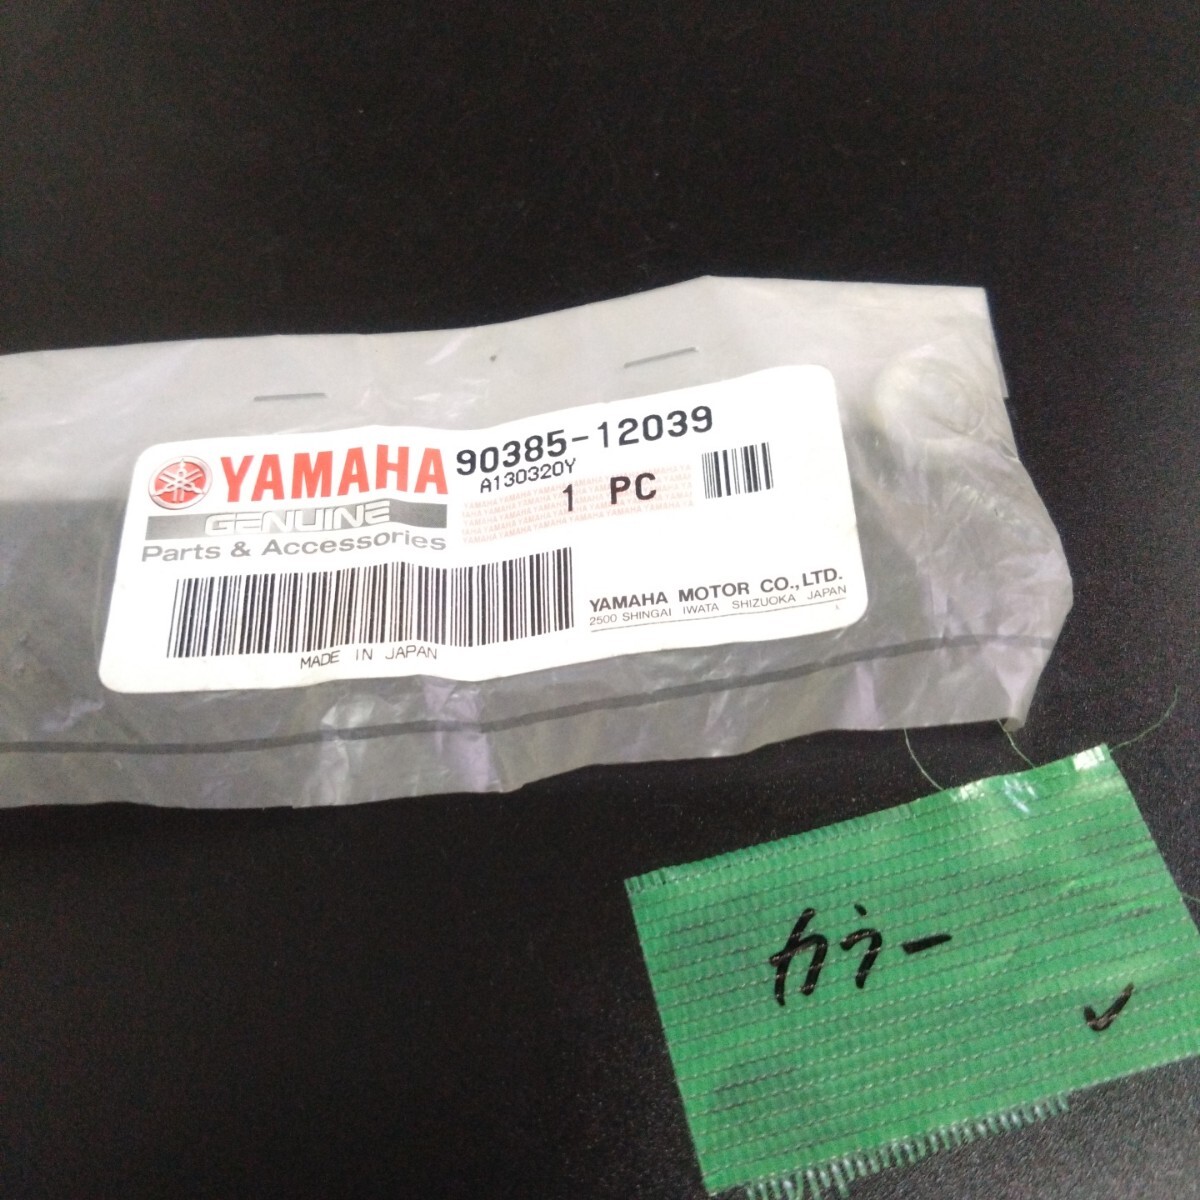 YAMAHA
GENUINE
Parts & Accessories
90385-12039
A130320Y
1 PC
YAMAHA MOTOR CO.,LTD.
2500 SHINGAI IWATA SHIZUOKA JAPAN
MADE IN JAPAN
カラー